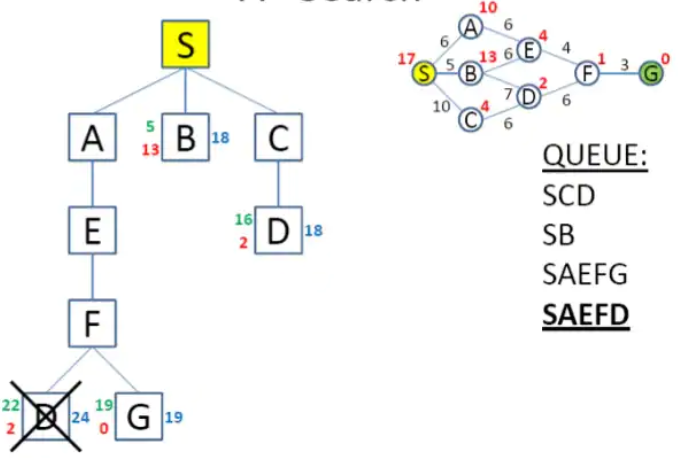 10
A 6
6 6 E 4
17 13 4 1 0
S 5 B F 3 G
10 4 7 D 2 6
C 6
S
A 5 13 B 18 C
E 16 2 D 18
F
22 2 D 24 19 0 G 19
QUEUE:
SCD
SB
SAEFG
SAEFD